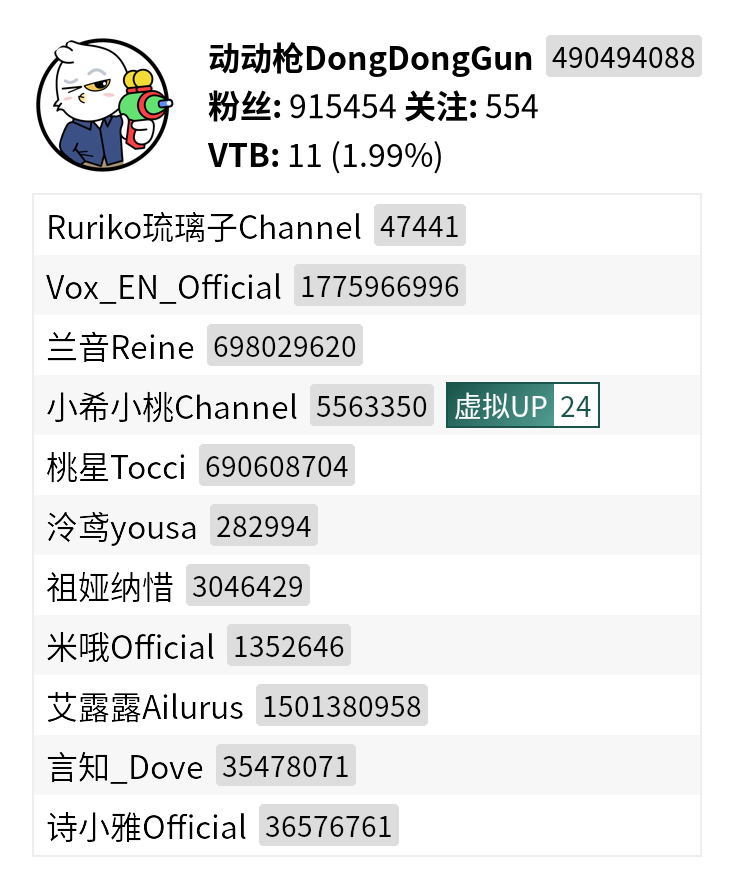 动动枪DongDongGun 490494088
粉丝: 915454 关注: 554
VTB: 11 (1.99%)
Ruriko琉璃子Channel 47441
Vox_EN_Official 1775966996
兰音Reine 698029620
小希小桃Channel 5563350 虚拟UP 24
桃星Tocci 690608704
泠鸢yousa 282994
祖娅纳惜 3046429
米哦Official 1352646
艾露露Ailurus 1501380958
言知_Dove 35478071
诗小雅Official 36576761